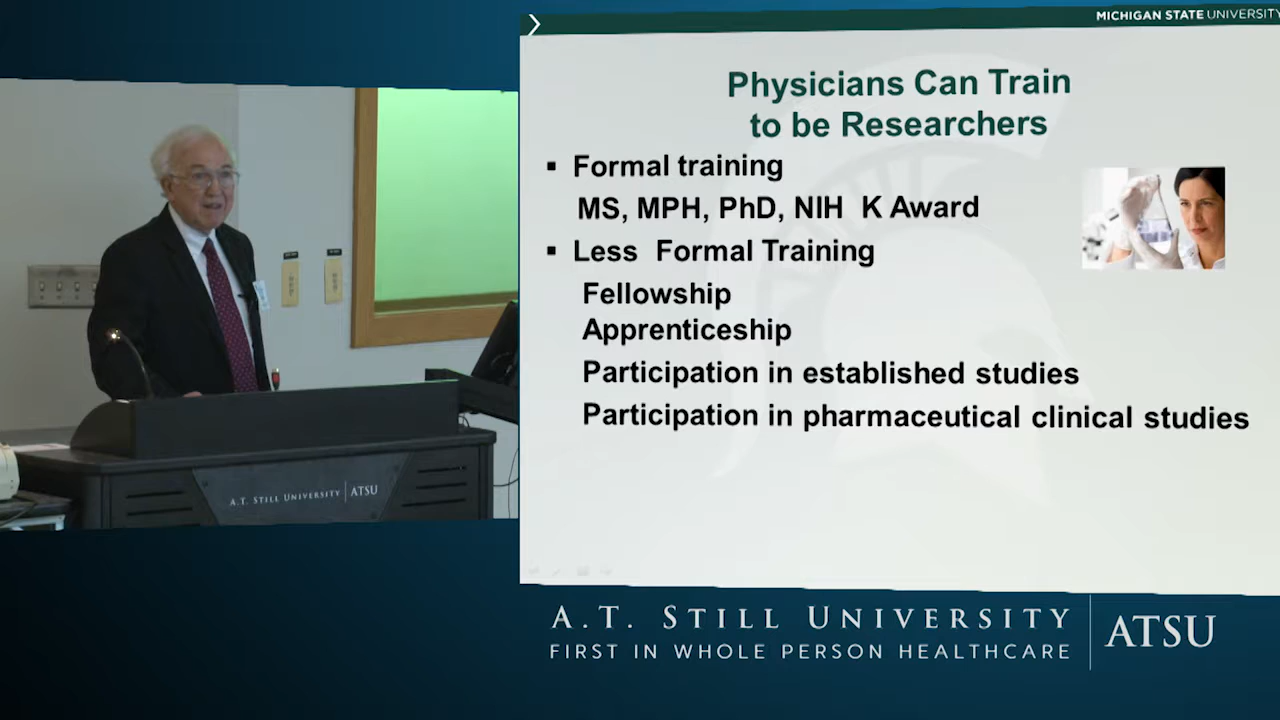 MICHIGAN STATE UNIVERSITY
Physicians Can Train
to be Researchers
▪ Formal training
MS, MPH, PhD, NIH K Award
▪ Less Formal Training
Fellowship
Apprenticeship
Participation in established studies
Participation in pharmaceutical clinical studies
A.T. STILL UNIVERSITY | ATSU
A.T. STILL UNIVERSITY
FIRST IN WHOLE PERSON HEALTHCARE
ATSU